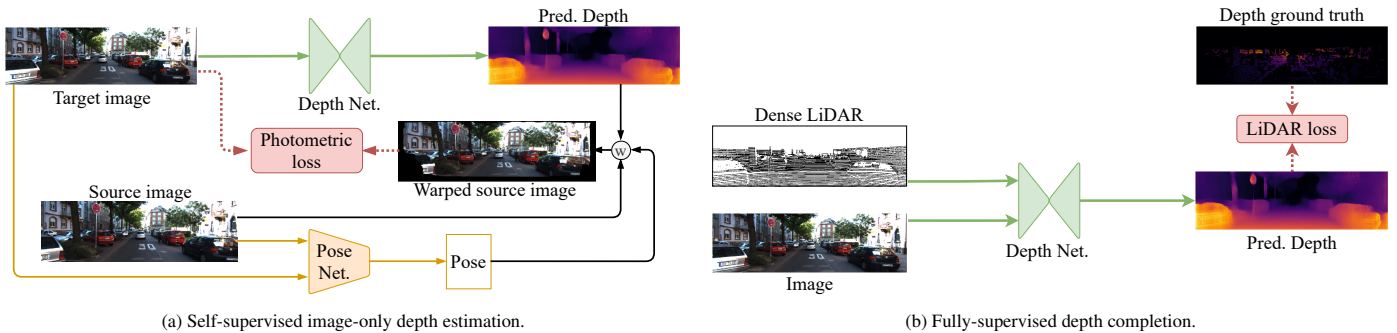 Pred. Depth
Target image
Depth Net.
Photometric
loss
w
Warped source image
Source image
30
Pose
Net.
Pose
(a) Self-supervised image-only depth estimation.
Depth ground truth
Dense LiDAR
LiDAR loss
Depth Net.
Pred. Depth
Image
(b) Fully-supervised depth completion.